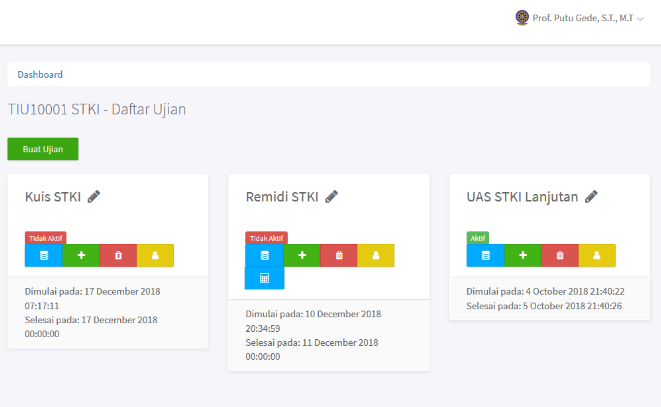 Prof. Putu Gede, S.T., M.T
Dashboard
TIU10001 STKI - Daftar Ujian
Buat Ujian
Kuis STKI
Tidak Aktif
Dimulai pada: 17 December 2018
07:17:11
Selesai pada: 17 December 2018
00:00:00
Remidi STKI
Tidak Aktif
Dimulai pada: 10 December 2018
20:34:59
Selesai pada: 11 December 2018
00:00:00
UAS STKI Lanjutan
Aktif
Dimulai pada: 4 October 2018 21:40:22
Selesai pada: 5 October 2018 21:40:26